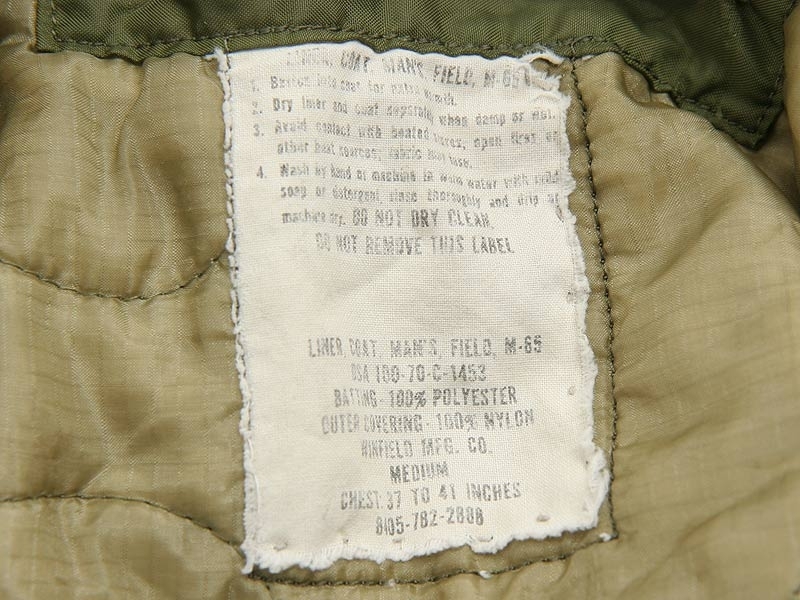 LINER, COAT, MAN'S, FIELD, M-65
1. Button into coat for extra warmth.
2. Dry liner and coat separately when damp or wet.
3. Avoid contact with heated stoves, open fires or
other heat sources; fabric may fuse.
4. Wash by hand or machine in warm water with mild
soap or detergent, rinse thoroughly and drip or
machine dry. DO NOT DRY CLEAN.
DO NOT REMOVE THIS LABEL
LINER, COAT, MAN'S, FIELD, M-65
DSA 100-70-C-1453
BATTING - 100% POLYESTER
OUTER COVERING - 100% NYLON
WINFIELD MFG. CO.
MEDIUM
CHEST: 37 TO 41 INCHES
8405-782-2888